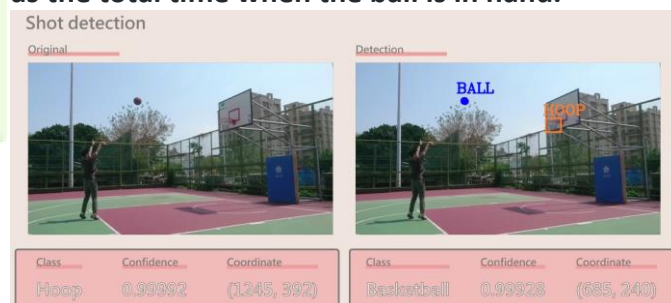 as the total time when the ball is in hand.
Shot detection
Original
Detection
BALL
HOOP
Class Confidence Coordinate
Hoop 0.99992 (1245, 392)
Class Confidence Coordinate
Basketball 0.99928 (685, 240)